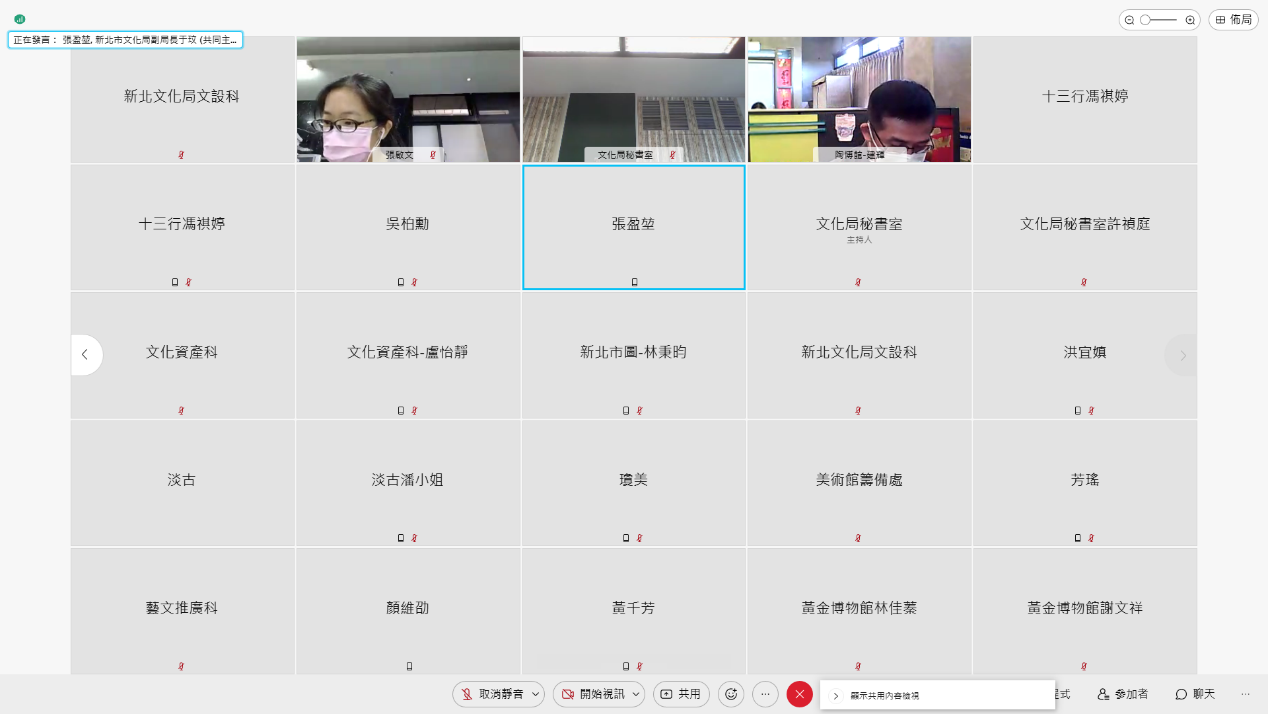 佈局
正在發言： 張盈堃, 新北市文化局副局長于玟 (共同主...
新北文化局文設科
張敏文
文化局秘書室
陶博館-建輝
十三行馮祺婷
十三行馮祺婷
吳柏勳
張盈堃
文化局秘書室
主持人
文化局秘書室許禎庭
文化資產科
文化資產科-盧怡靜
新北市圖-林秉昀
新北文化局文設科
洪宜媜
淡古
淡古潘小姐
瓊美
美術館籌備處
芳瑤
藝文推廣科
顏維劭
黃千芳
黃金博物館林佳蓁
黃金博物館謝文祥
取消靜音
開始視訊
共用
顯示共用內容檢視
程式
參加者
聊天